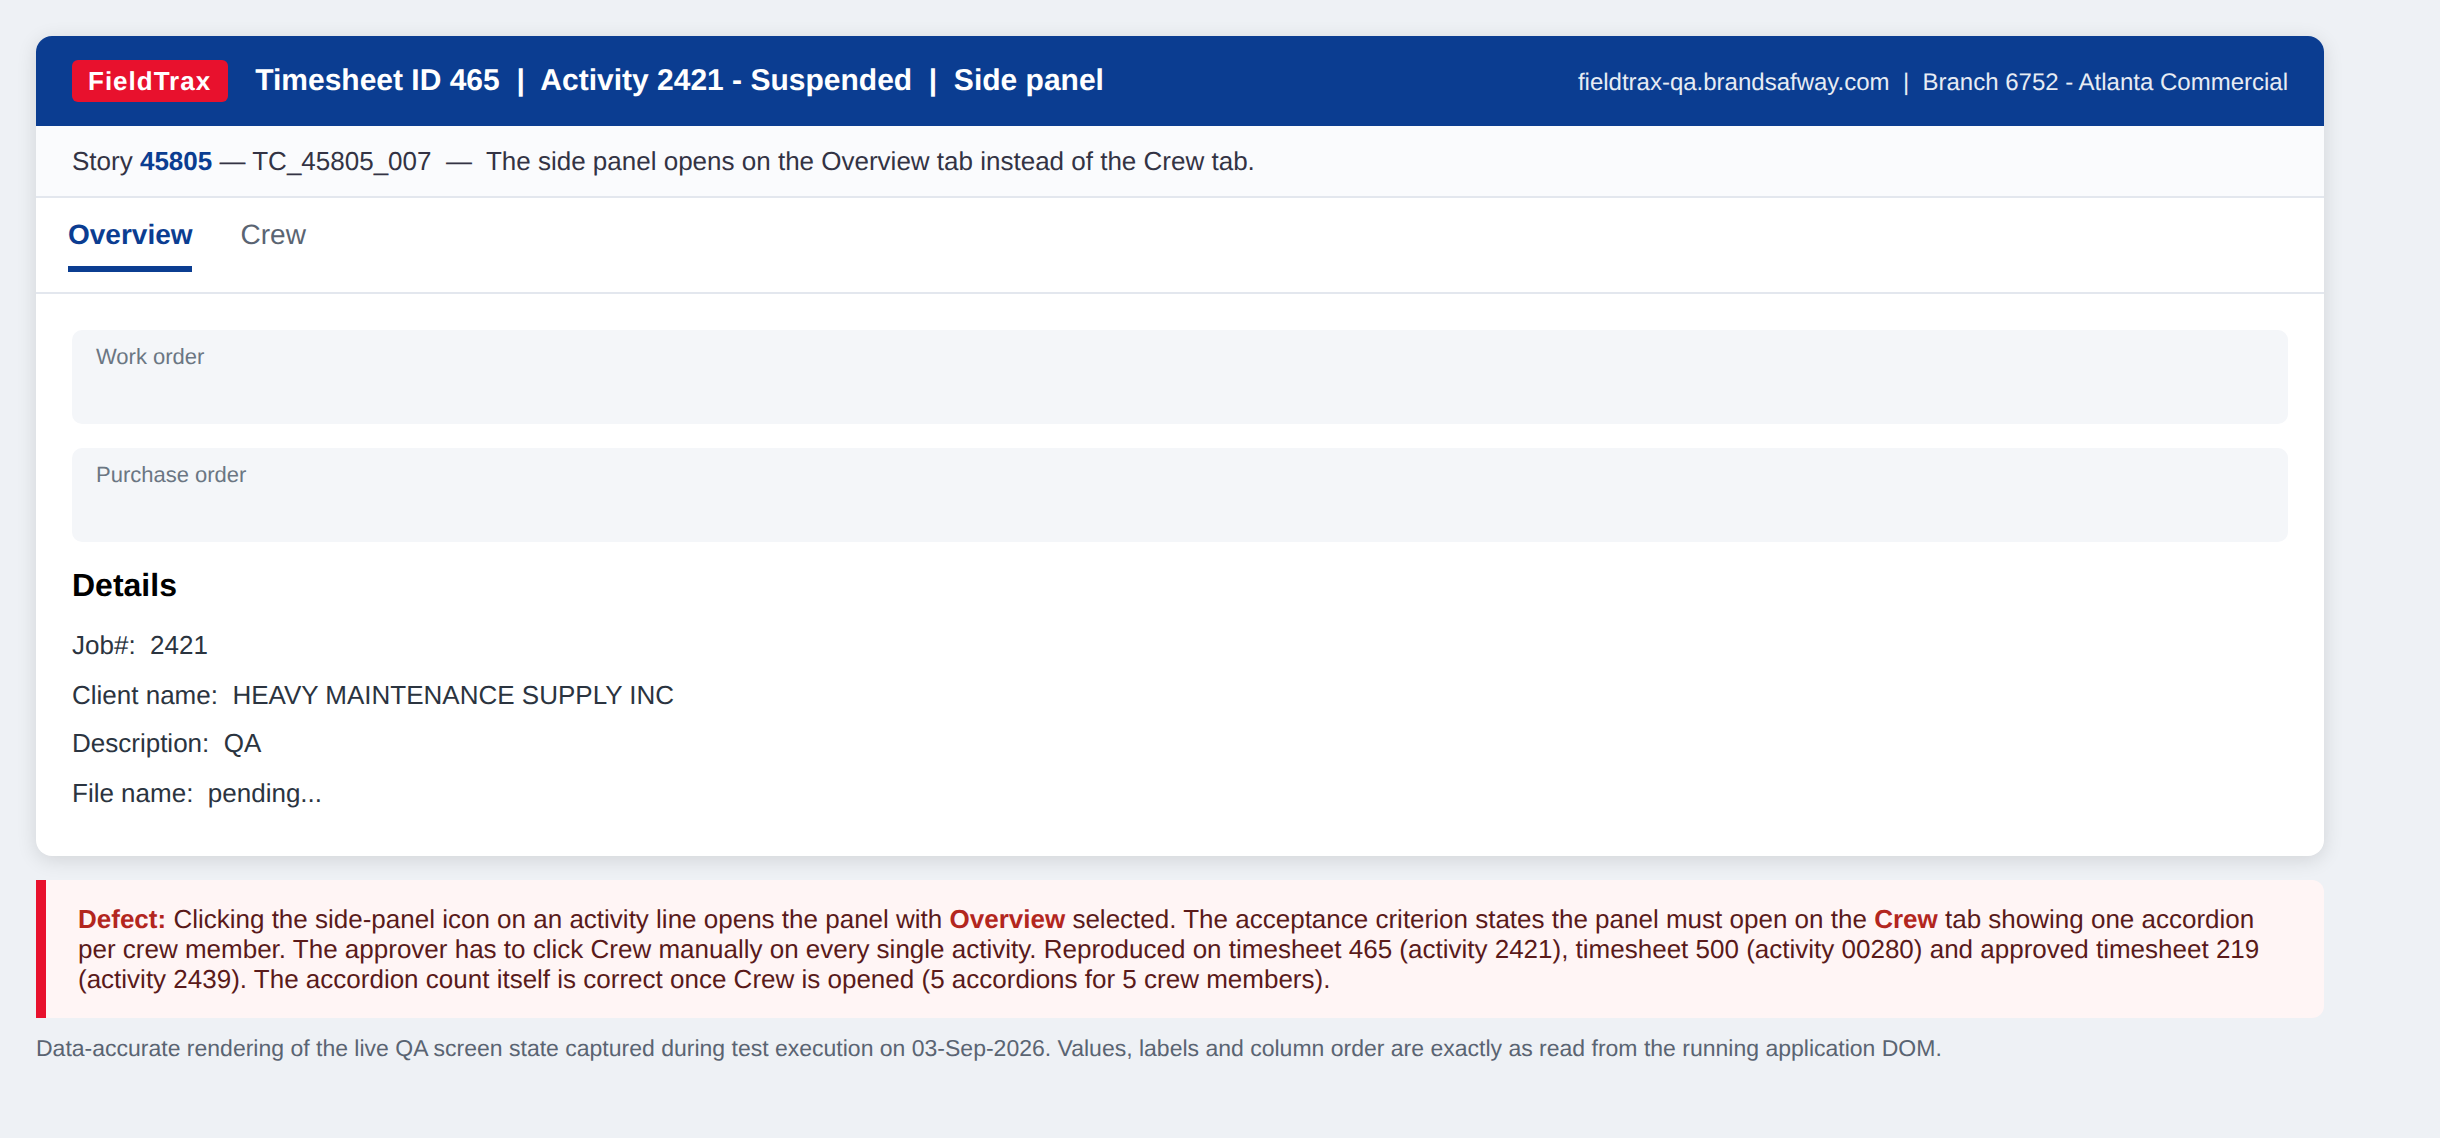 FieldTrax Timesheet ID 465 | Activity 2421 - Suspended | Side panel fieldtrax-qa.brandsafway.com | Branch 6752 - Atlanta Commercial
Story 45805 — TC_45805_007 — The side panel opens on the Overview tab instead of the Crew tab.
Overview Crew
Work order
Purchase order
Details
Job#: 2421
Client name: HEAVY MAINTENANCE SUPPLY INC
Description: QA
File name: pending...
Defect: Clicking the side-panel icon on an activity line opens the panel with Overview selected. The acceptance criterion states the panel must open on the Crew tab showing one accordion
per crew member. The approver has to click Crew manually on every single activity. Reproduced on timesheet 465 (activity 2421), timesheet 500 (activity 00280) and approved timesheet 219
(activity 2439). The accordion count itself is correct once Crew is opened (5 accordions for 5 crew members).
Data-accurate rendering of the live QA screen state captured during test execution on 03-Sep-2026. Values, labels and column order are exactly as read from the running application DOM.